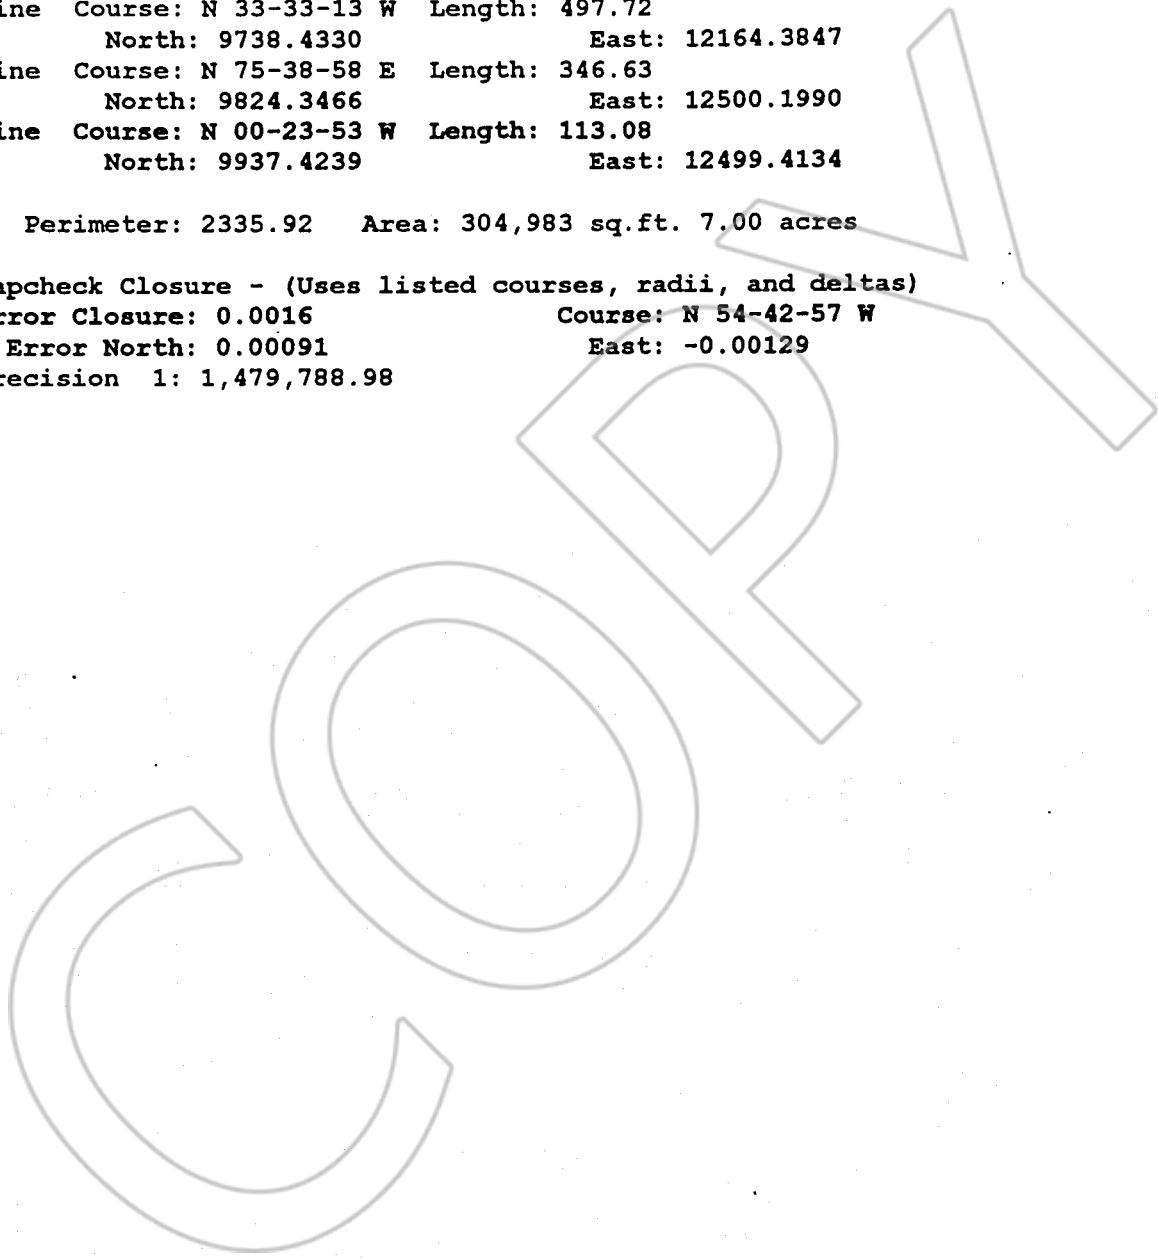 ine Course: N 33-33-13 W Length: 497.72
North: 9738.4330 East: 12164.3847
ine Course: N 75-38-58 E Length: 346.63
North: 9824.3466 East: 12500.1990
ine Course: N 00-23-53 W Length: 113.08
North: 9937.4239 East: 12499.4134
Perimeter: 2335.92 Area: 304,983 sq.ft. 7.00 acres
apcheck Closure - (Uses listed courses, radii, and deltas)
rror Closure: 0.0016 Course: N 54-42-57 W
Error North: 0.00091 East: -0.00129
recision 1: 1,479,788.98
COPY